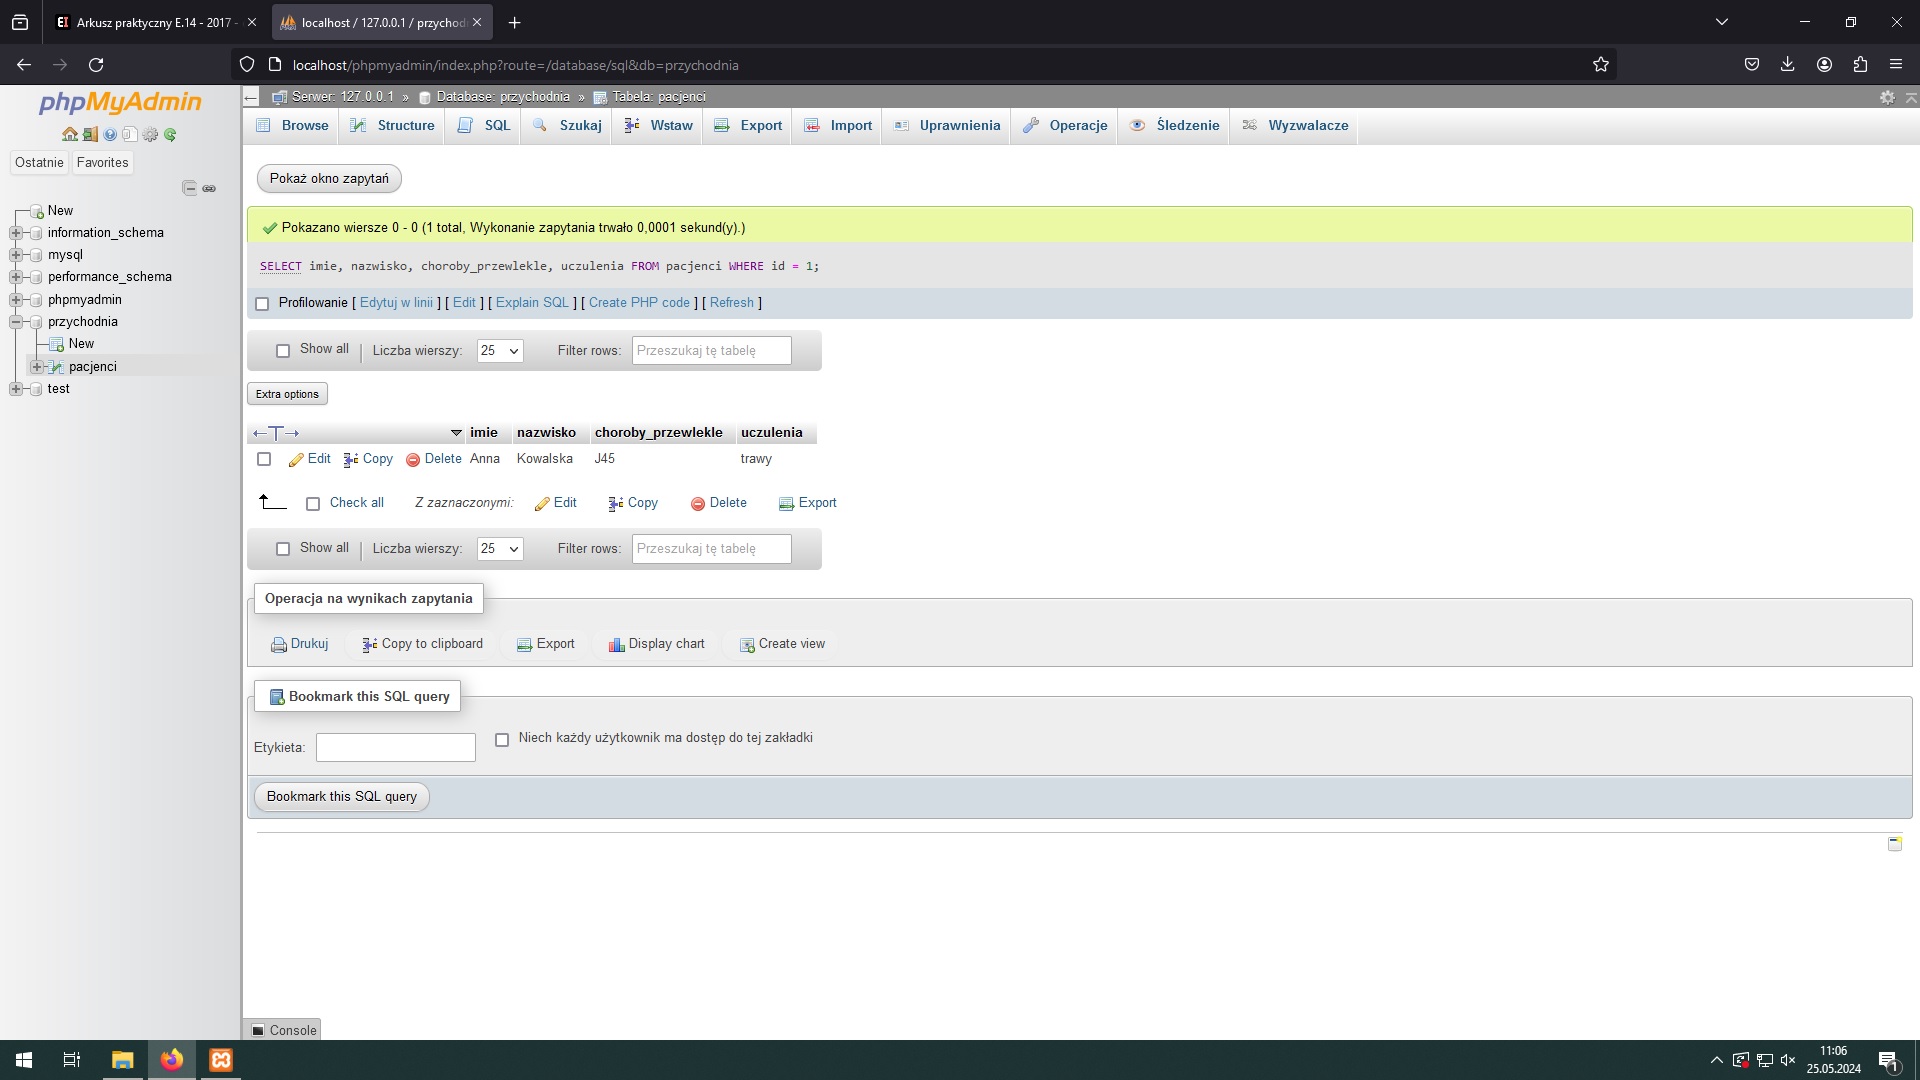 Arkusz praktyczny E.14 - 2017 -
localhost / 127.0.0.1 / przychod
localhost/phpmyadmin/index.php?route=/database/sql&db=przychodnia
phpMyAdmin
Ostatnie Favorites
New
information_schema
mysql
performance_schema
phpmyadmin
przychodnia
New
pacjenci
test
Serwer: 127.0.0.1 » Database: przychodnia » Tabela: pacjenci
Browse Structure SQL Szukaj Wstaw Export Import Uprawnienia Operacje Śledzenie Wyzwalacze
Pokaż okno zapytań
Pokazano wiersze 0 - 0 (1 total, Wykonanie zapytania trwało 0,0001 sekund(y).)
SELECT imie, nazwisko, choroby_przewlekle, uczulenia FROM pacjenci WHERE id = 1;
Profilowanie [ Edytuj w linii ] [ Edit ] [ Explain SQL ] [ Create PHP code ] [ Refresh ]
Show all Liczba wierszy: 25 Filter rows: Przeszukaj tę tabelę
Extra options
imie nazwisko choroby_przewlekle uczulenia
Edit Copy Delete Anna Kowalska J45 trawy
Check all Z zaznaczonymi: Edit Copy Delete Export
Show all Liczba wierszy: 25 Filter rows: Przeszukaj tę tabelę
Operacja na wynikach zapytania
Drukuj Copy to clipboard Export Display chart Create view
Bookmark this SQL query
Etykieta: Niech każdy użytkownik ma dostęp do tej zakładki
Bookmark this SQL query
Console
11:06
25.05.2024
1